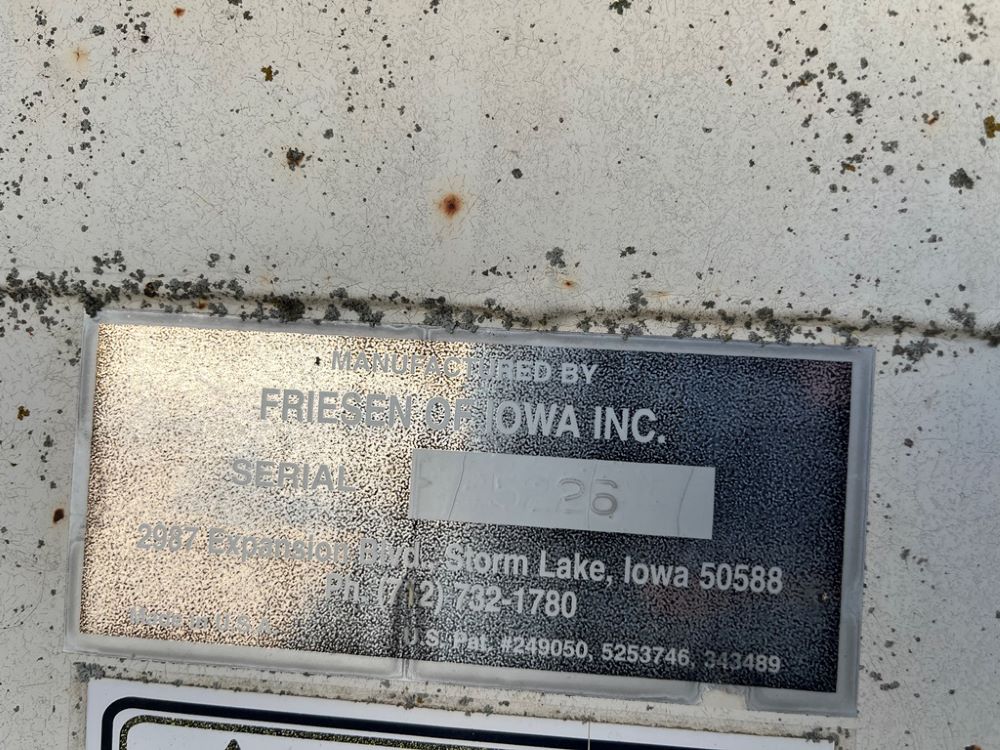 MANUFACTURED BY
FRIESEN OF IOWA INC.
SERIAL 5226
2987 Expansion Blvd., Storm Lake, Iowa 50588
Ph. (712) 732-1780
Made in U.S.A.
U.S. Pat. #249050, 5253746, 343489